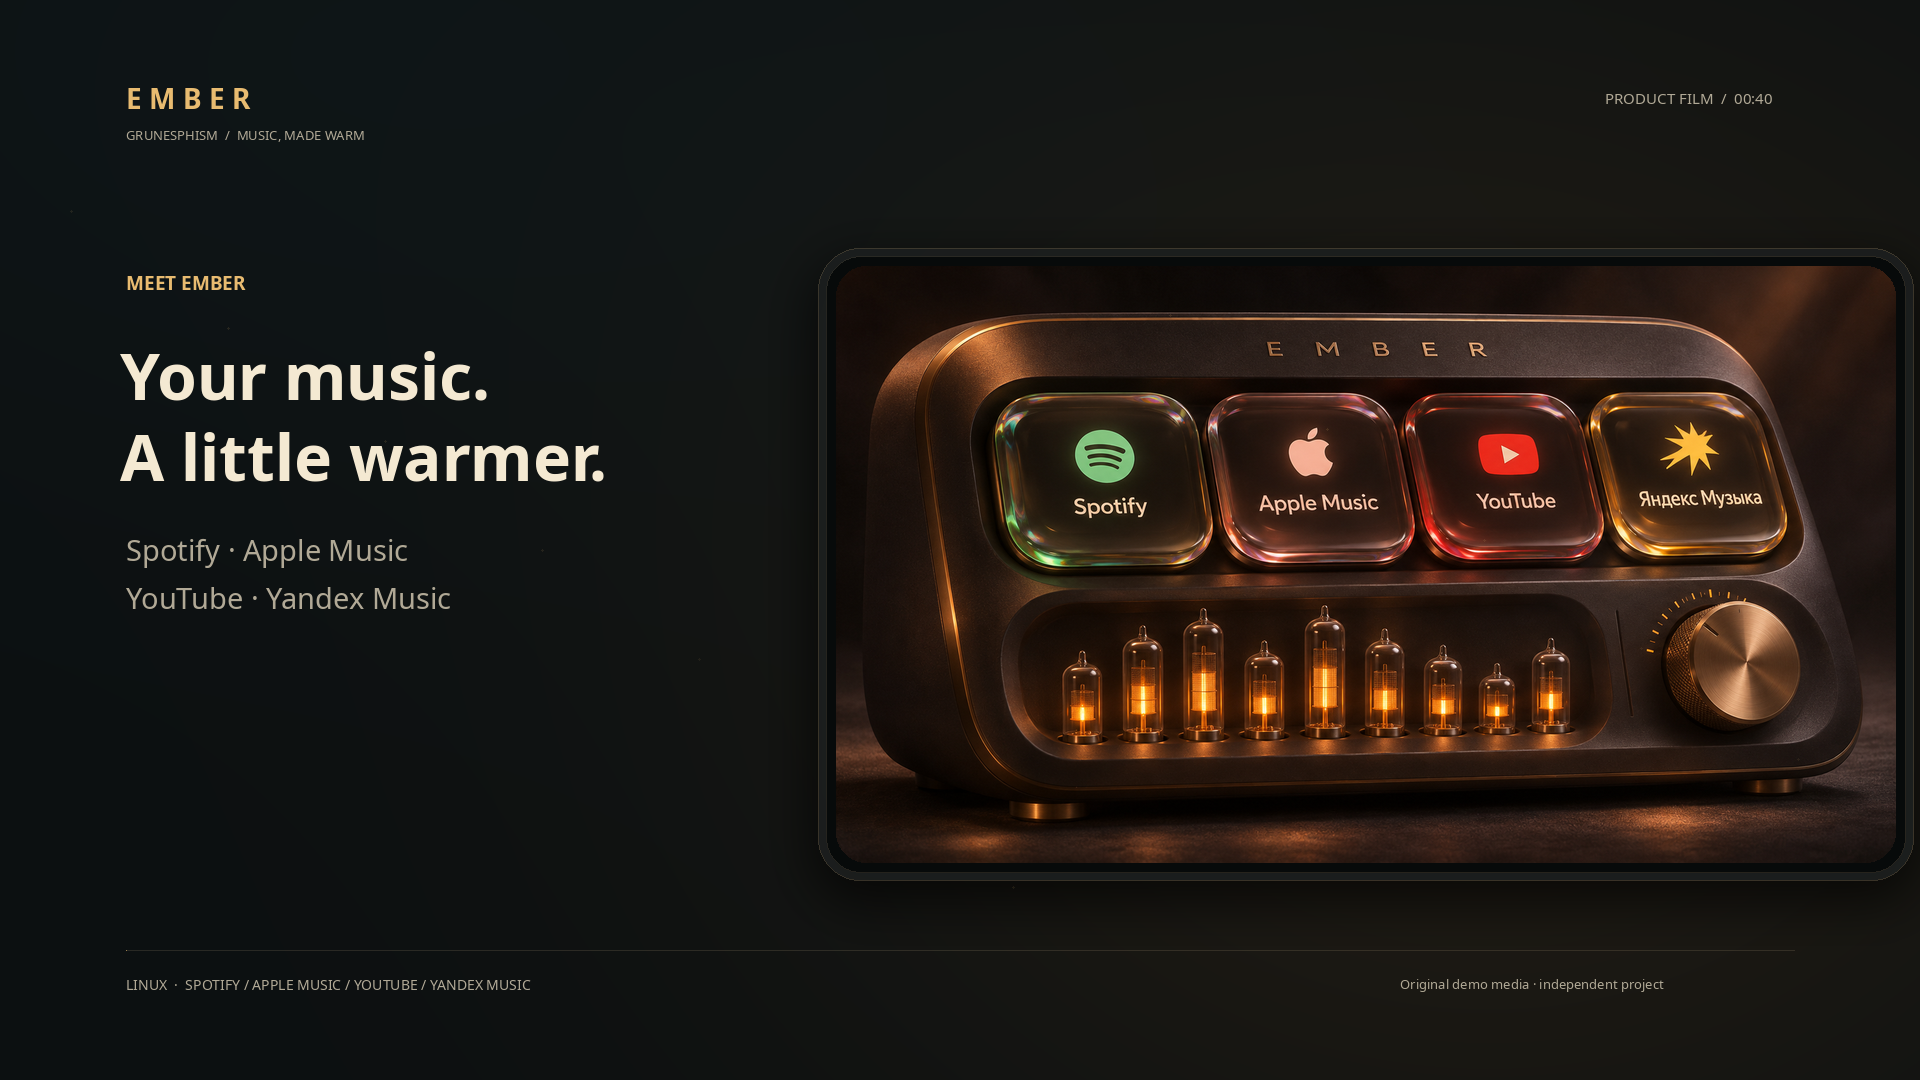 EMBER
GRUNESPHISM / MUSIC, MADE WARM
PRODUCT FILM / 00:40
MEET EMBER
Your music.
A little warmer.
Spotify · Apple Music
YouTube · Yandex Music
EMBER
Spotify
Apple Music
YouTube
Яндекс Музыка
LINUX · SPOTIFY / APPLE MUSIC / YOUTUBE / YANDEX MUSIC
Original demo media · independent project